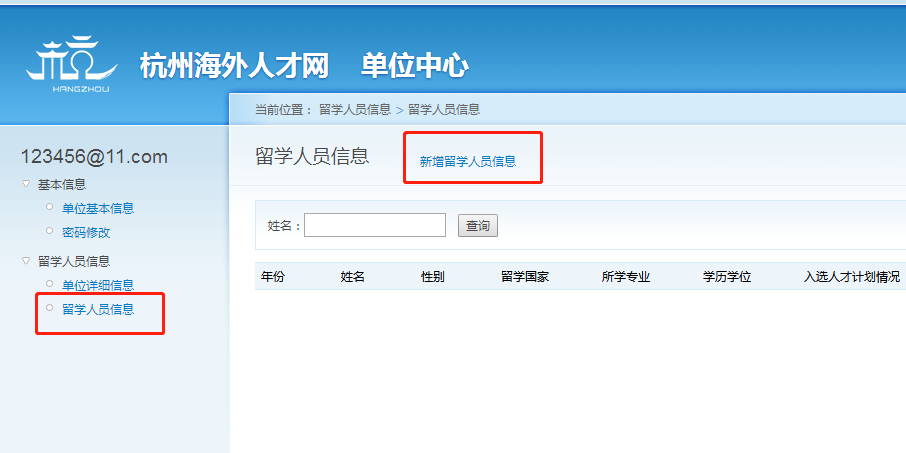 杭州海外人才网 单位中心
HANGZHOU
当前位置： 留学人员信息 > 留学人员信息
123456@11.com
基本信息
单位基本信息
密码修改
留学人员信息
单位详细信息
留学人员信息
留学人员信息 新增留学人员信息
姓名： 查询
年份 姓名 性别 留学国家 所学专业 学历学位 入选人才计划情况